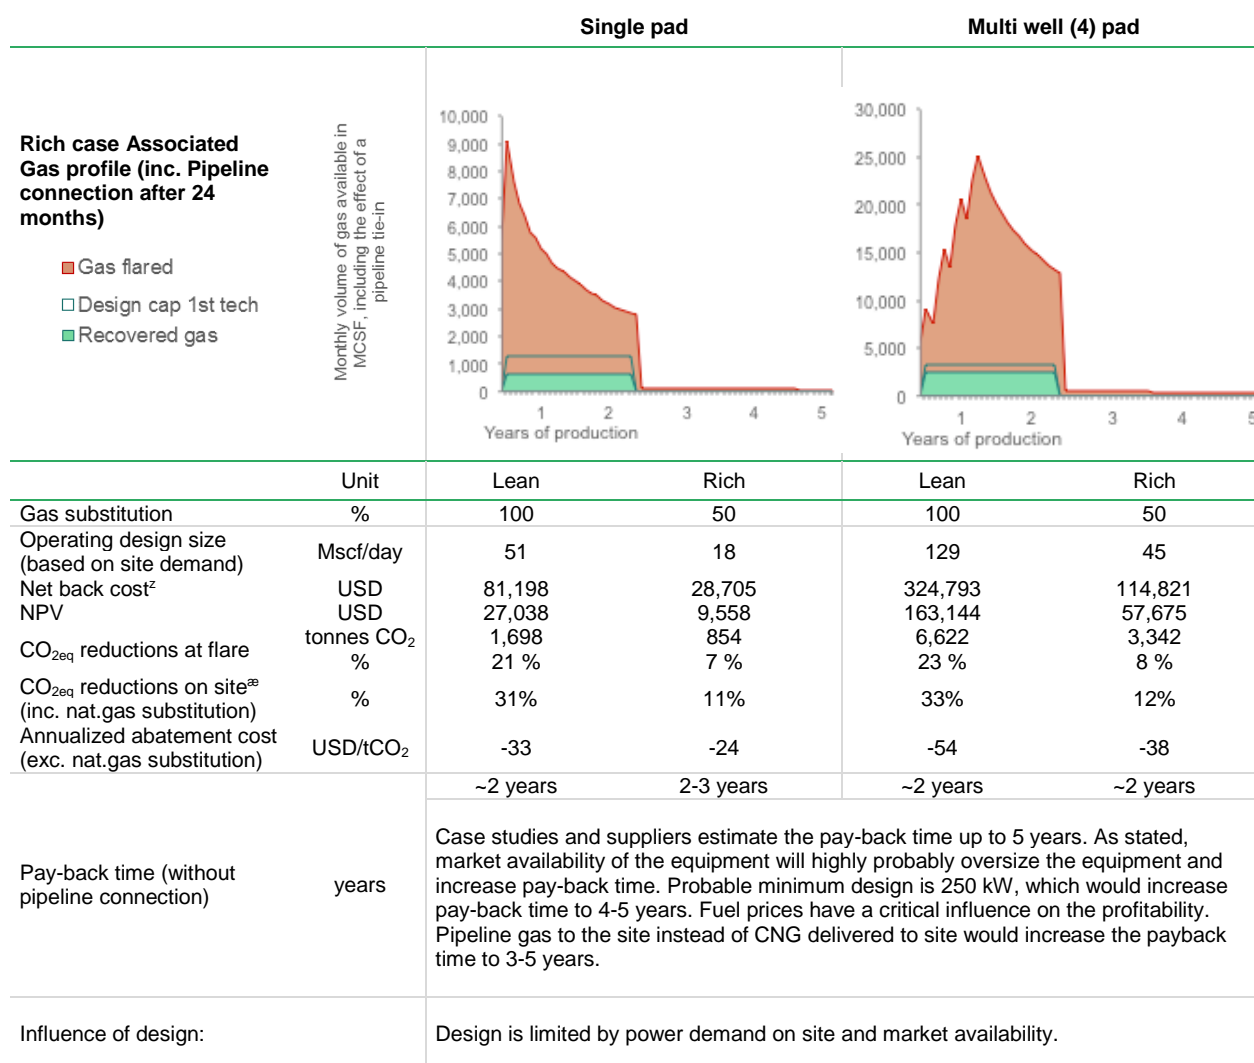 Single pad
Multi well (4) pad
Rich case Associated
Gas profile (inc. Pipeline
connection after 24
months)
Gas flared
Design cap 1st tech
Recovered gas
Monthly volume of gas available in
MCSF, including the effect of a
pipeline tie-in
10,000
9,000
8,000
7,000
6,000
5,000
4,000
3,000
2,000
1,000
0
1 2 3 4 5
Years of production
30,000
25,000
20,000
15,000
10,000
5,000
0
1 2 3 4 5
Years of production
Unit Lean Rich Lean Rich
Gas substitution % 100 50 100 50
Operating design size
(based on site demand) Mscf/day 51 18 129 45
Net back costᶻ USD 81,198 28,705 324,793 114,821
NPV USD 27,038 9,558 163,144 57,675
CO2eq reductions at flare tonnes CO2 1,698 854 6,622 3,342
% 21 % 7 % 23 % 8 %
CO2eq reductions on siteæ
(inc. nat.gas substitution) % 31% 11% 33% 12%
Annualized abatement cost
(exc. nat.gas substitution) USD/tCO2 -33 -24 -54 -38
~2 years 2-3 years ~2 years ~2 years
Pay-back time (without
pipeline connection)
years
Case studies and suppliers estimate the pay-back time up to 5 years. As stated,
market availability of the equipment will highly probably oversize the equipment and
increase pay-back time. Probable minimum design is 250 kW, which would increase
pay-back time to 4-5 years. Fuel prices have a critical influence on the profitability.
Pipeline gas to the site instead of CNG delivered to site would increase the payback
time to 3-5 years.
Influence of design: Design is limited by power demand on site and market availability.